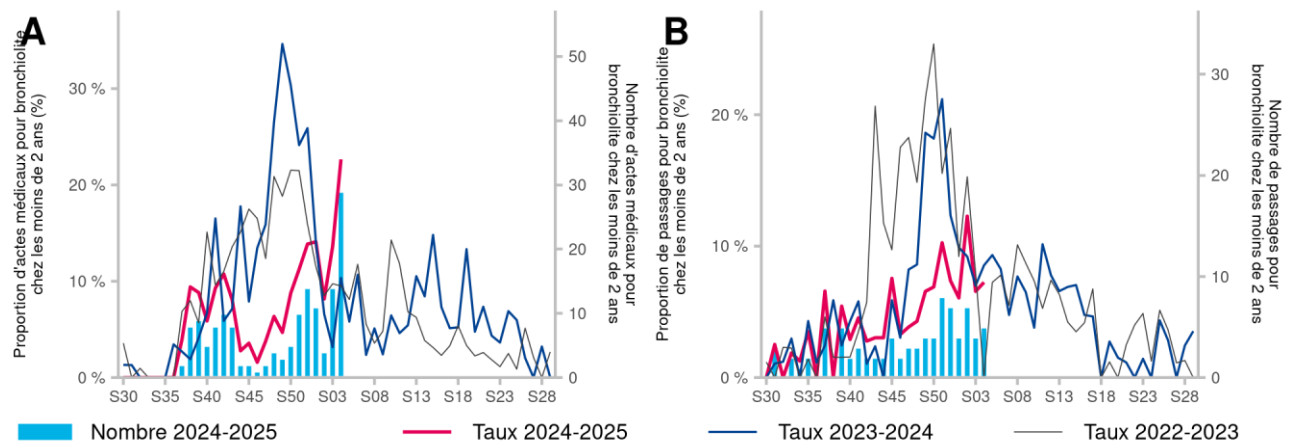 A
Proportion d'actes médicaux pour bronchiolite
chez les moins de 2 ans (%)
30 %
20 %
10 %
0 %
50
40
30
20
10
0
Nombre d'actes médicaux pour
bronchiolite chez les moins de 2 ans
S30 S35 S40 S45 S50 S03 S08 S13 S18 S23 S28
B
Proportion de passages pour bronchiolite
chez les moins de 2 ans (%)
20 %
10 %
0 %
30
20
10
0
Nombre de passages pour
bronchiolite chez les moins de 2 ans
S30 S35 S40 S45 S50 S03 S08 S13 S18 S23 S28
Nombre 2024-2025 Taux 2024-2025 Taux 2023-2024 Taux 2022-2023